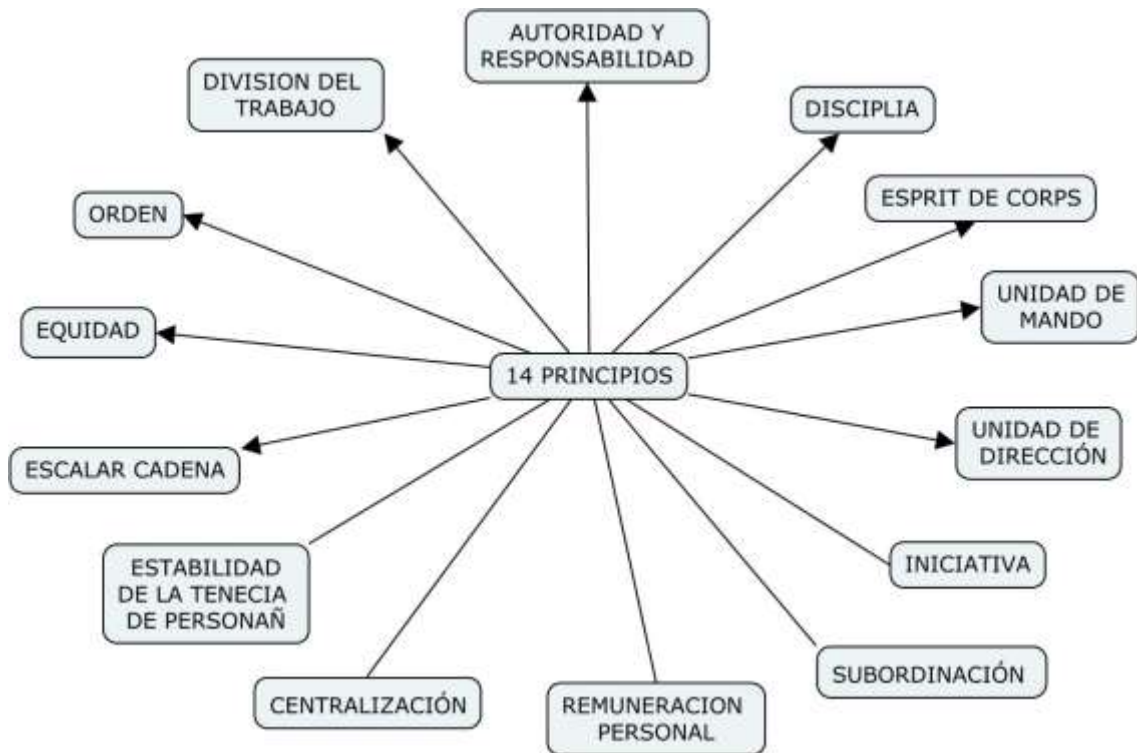 AUTORIDAD Y
RESPONSABILIDAD
DIVISION DEL
TRABAJO
DISCIPLIA
ESPRIT DE CORPS
ORDEN
UNIDAD DE
MANDO
EQUIDAD
14 PRINCIPIOS
UNIDAD DE
DIRECCIÓN
ESCALAR CADENA
INICIATIVA
ESTABILIDAD
DE LA TENECIA
DE PERSONAÑ
SUBORDINACIÓN
CENTRALIZACIÓN
REMUNERACION
PERSONAL